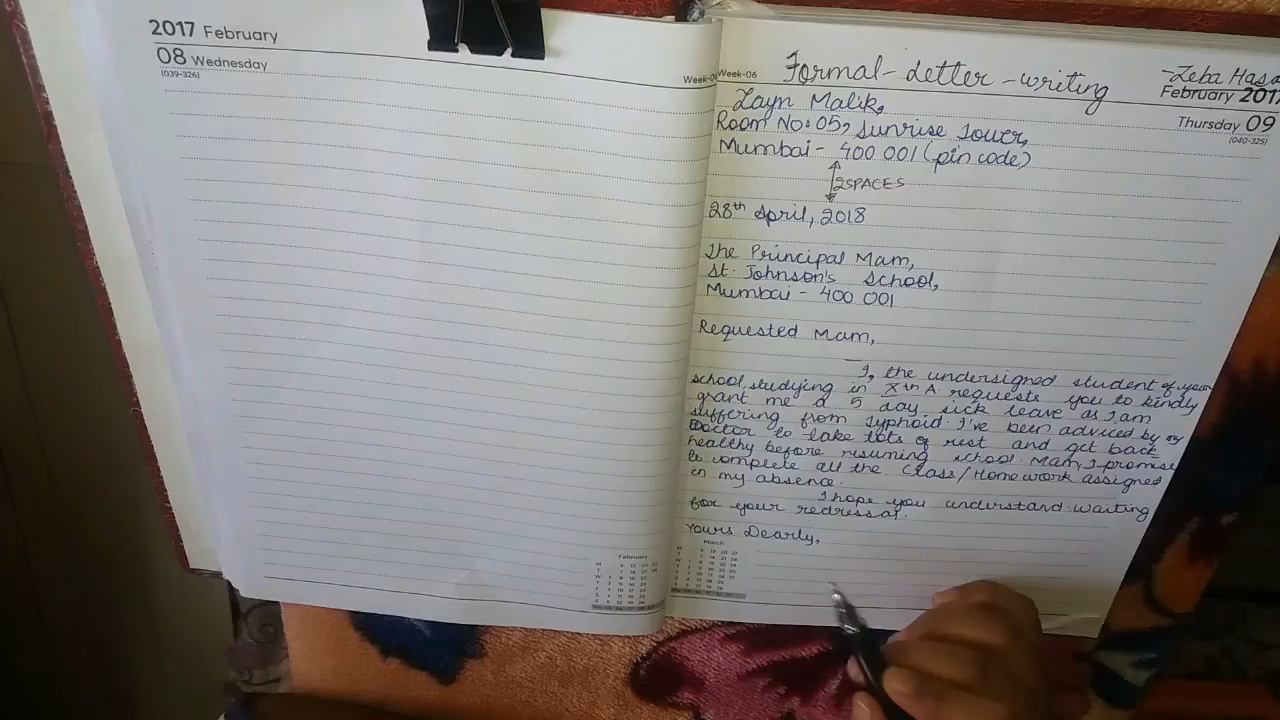 2017 February
08 Wednesday
(039-326)
Week-06
Week-06
Formal-Letter-writing
-Zeba Hasa
February 201
Thursday 09
(040-325)
Zayn Malik,
Room No: 05, Sunrise Tower,
Mumbai - 400 001 (pin code)
2 SPACES
28th April, 2018
The Principal Mam,
St. Johnson's School,
Mumbai - 400 001
Requested Mam,
I, the undersigned student of your
school, studying in Xth A. requests you to kindly
grant me a 5 day sick leave as I am
suffering from Typhoid. I've been adviced by my
Doctor to take lots of rest and get back
healthy before resuming school. Mam, I promise
to complete all the Class/Homework assigned
in my absence.
I hope you understand. waiting
for your redressal.
Yours Dearly,
February
March